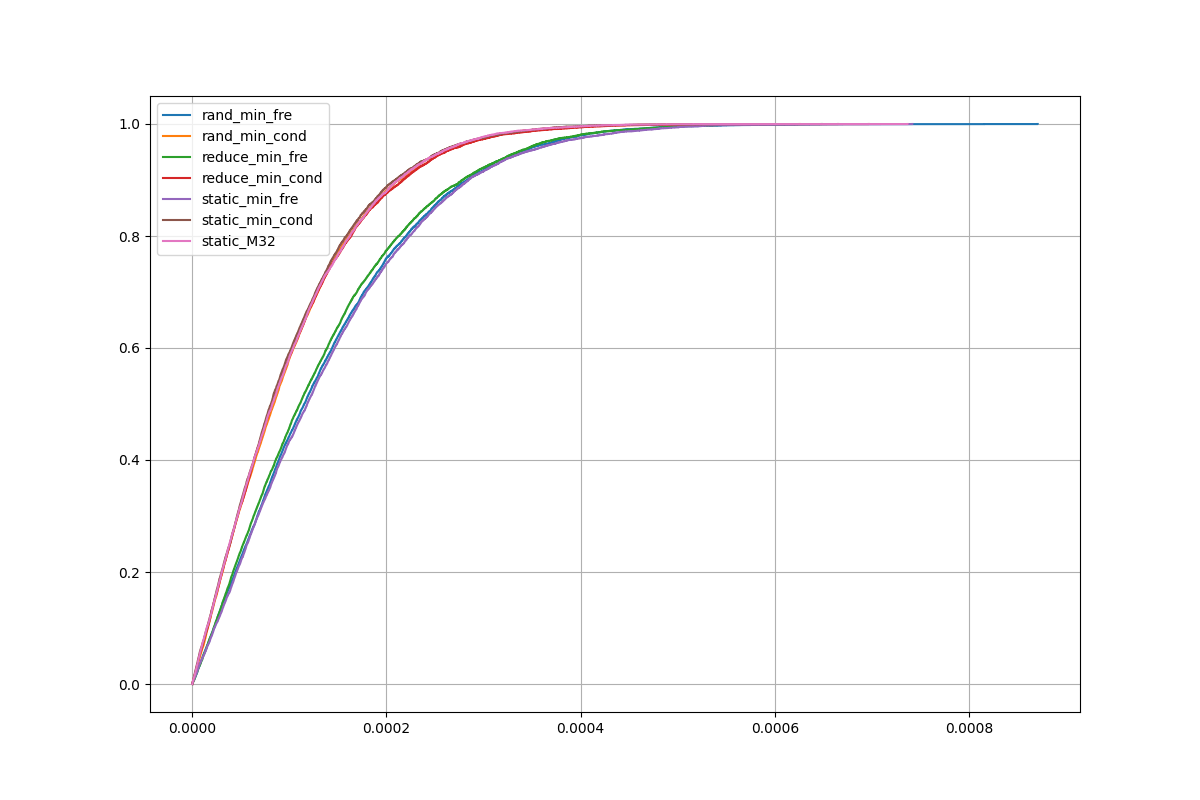 1.0
0.8
0.6
0.4
0.2
0.0
rand_min_fre
rand_min_cond
reduce_min_fre
reduce_min_cond
static_min_fre
static_min_cond
static_M32
0.0000 0.0002 0.0004 0.0006 0.0008